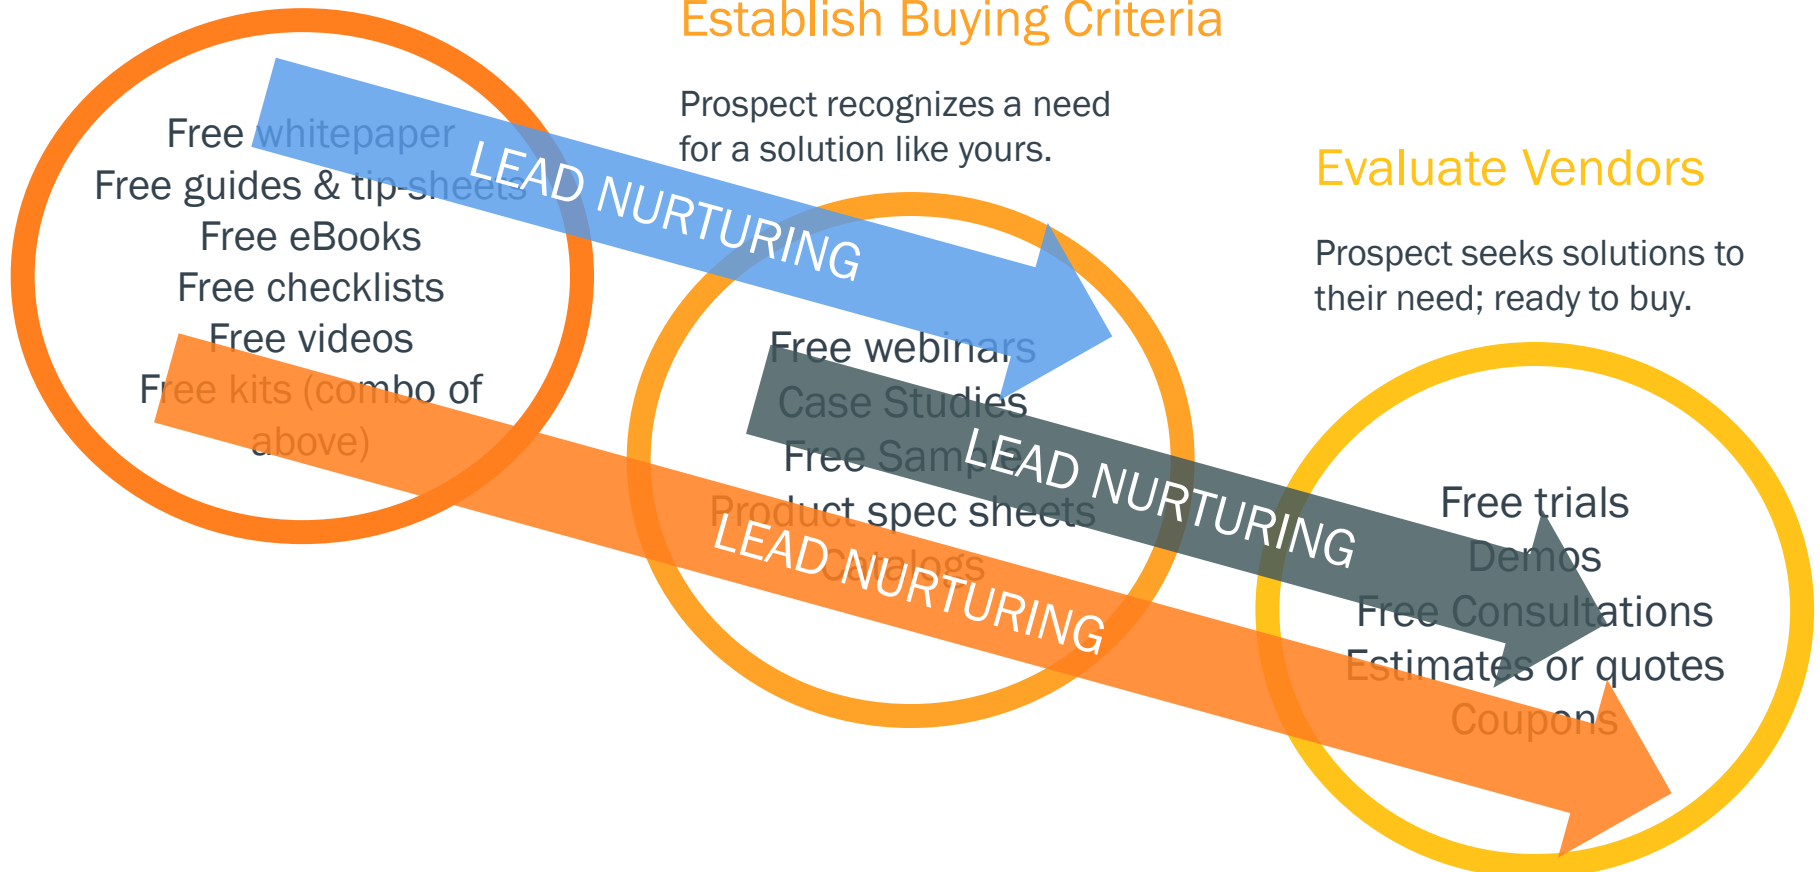 Establish Buying Criteria
Prospect recognizes a need
for a solution like yours.
Evaluate Vendors
Prospect seeks solutions to
their need; ready to buy.
Free whitepaper
Free guides & tip-sheets
Free eBooks
Free checklists
Free videos
Free kits (combo of
above)
LEAD NURTURING
Free webinars
Case Studies
Free Sample
Product spec sheets
Catalogs
LEAD NURTURING
LEAD NURTURING
Free trials
Demos
Free Consultations
Estimates or quotes
Coupons